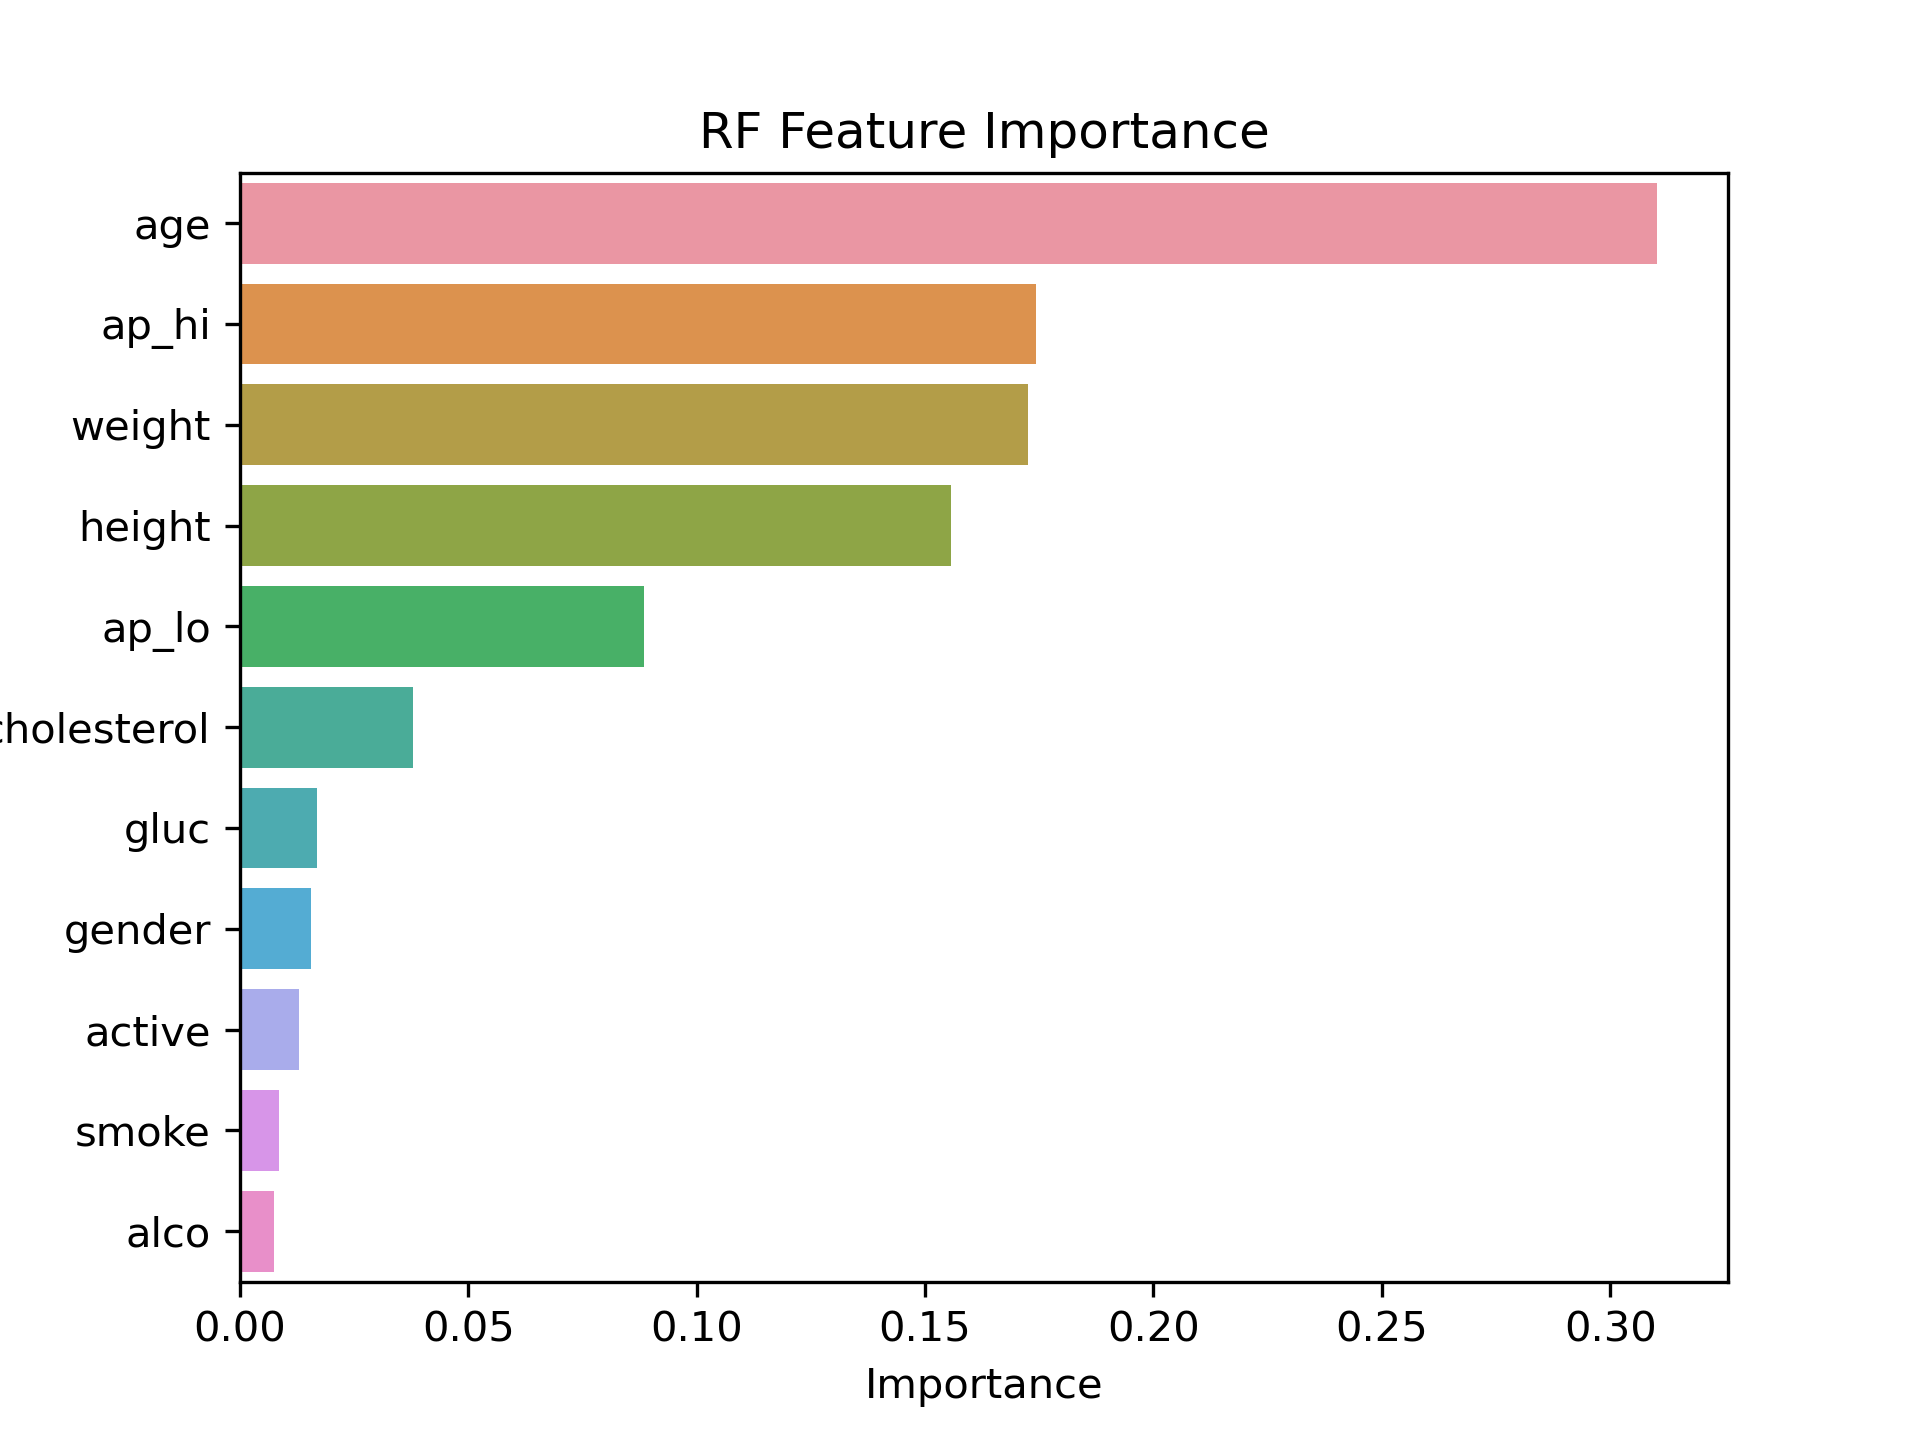 RF Feature Importance
age
ap_hi
weight
height
ap_lo
cholesterol
gluc
gender
active
smoke
alco
0.00 0.05 0.10 0.15 0.20 0.25 0.30
Importance